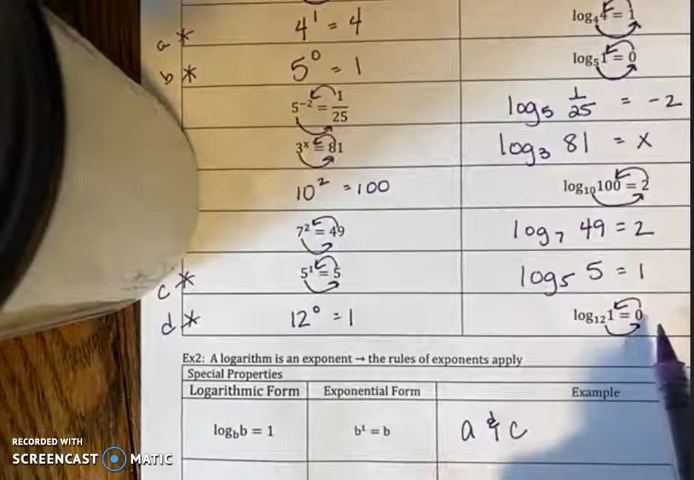 a * 4¹ = 4 log₄4 = 1
b * 5⁰ = 1 log₅1 = 0
5⁻² = 1/25 log₅ 1/25 = -2
3ˣ = 81 log₃ 81 = x
10² = 100 log₁₀100 = 2
7² = 49 log₇ 49 = 2
c * 5¹ = 5 log₅ 5 = 1
d * 12⁰ = 1 log₁₂1 = 0
Ex2: A logarithm is an exponent → the rules of exponents apply
Special Properties
Logarithmic Form Exponential Form Example
log_b b = 1 b¹ = b a & c
RECORDED WITH
SCREENCAST MATIC